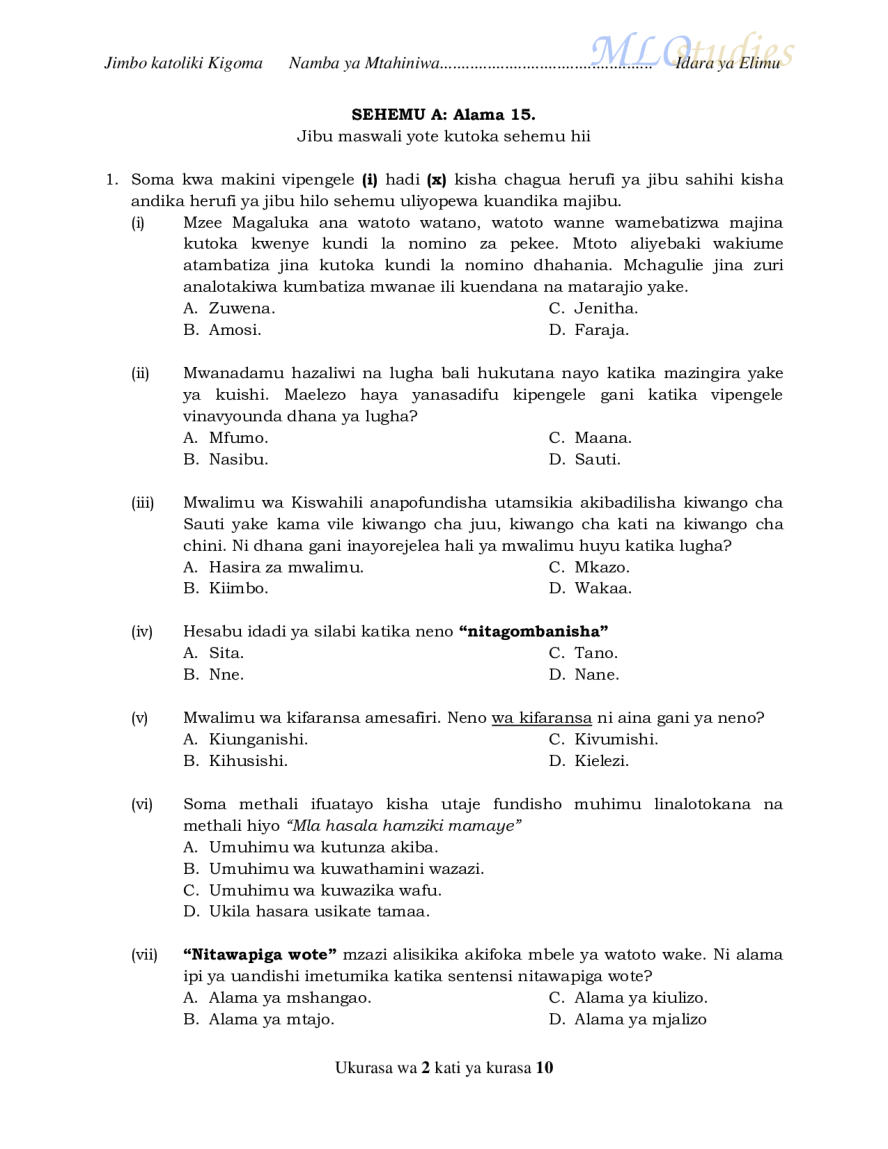 Jimbo katoliki Kigoma Namba ya Mtahiniwa................................................. Idara ya Elimu
MLOstudies
SEHEMU A: Alama 15.
Jibu maswali yote kutoka sehemu hii
1. Soma kwa makini vipengele (i) hadi (x) kisha chagua herufi ya jibu sahihi kisha
andika herufi ya jibu hilo sehemu uliyopewa kuandika majibu.
(i) Mzee Magaluka ana watoto watano, watoto wanne wamebatizwa majina
kutoka kwenye kundi la nomino za pekee. Mtoto aliyebaki wakiume
atambatiza jina kutoka kundi la nomino dhahania. Mchagulie jina zuri
analotakiwa kumbatiza mwanae ili kuendana na matarajio yake.
A. Zuwena. C. Jenitha.
B. Amosi. D. Faraja.
(ii) Mwanadamu hazaliwi na lugha bali hukutana nayo katika mazingira yake
ya kuishi. Maelezo haya yanasadifu kipengele gani katika vipengele
vinavyounda dhana ya lugha?
A. Mfumo. C. Maana.
B. Nasibu. D. Sauti.
(iii) Mwalimu wa Kiswahili anapofundisha utamsikia akibadilisha kiwango cha
Sauti yake kama vile kiwango cha juu, kiwango cha kati na kiwango cha
chini. Ni dhana gani inayorejelea hali ya mwalimu huyu katika lugha?
A. Hasira za mwalimu. C. Mkazo.
B. Kiimbo. D. Wakaa.
(iv) Hesabu idadi ya silabi katika neno “nitagombanisha”
A. Sita. C. Tano.
B. Nne. D. Nane.
(v) Mwalimu wa kifaransa amesafiri. Neno wa kifaransa ni aina gani ya neno?
A. Kiunganishi. C. Kivumishi.
B. Kihusishi. D. Kielezi.
(vi) Soma methali ifuatayo kisha utaje fundisho muhimu linalotokana na
methali hiyo “Mla hasala hamziki mamaye”
A. Umuhimu wa kutunza akiba.
B. Umuhimu wa kuwathamini wazazi.
C. Umuhimu wa kuwazika wafu.
D. Ukila hasara usikate tamaa.
(vii) “Nitawapiga wote” mzazi alisikika akifoka mbele ya watoto wake. Ni alama
ipi ya uandishi imetumika katika sentensi nitawapiga wote?
A. Alama ya mshangao. C. Alama ya kiulizo.
B. Alama ya mtajo. D. Alama ya mjalizo
Ukurasa wa 2 kati ya kurasa 10